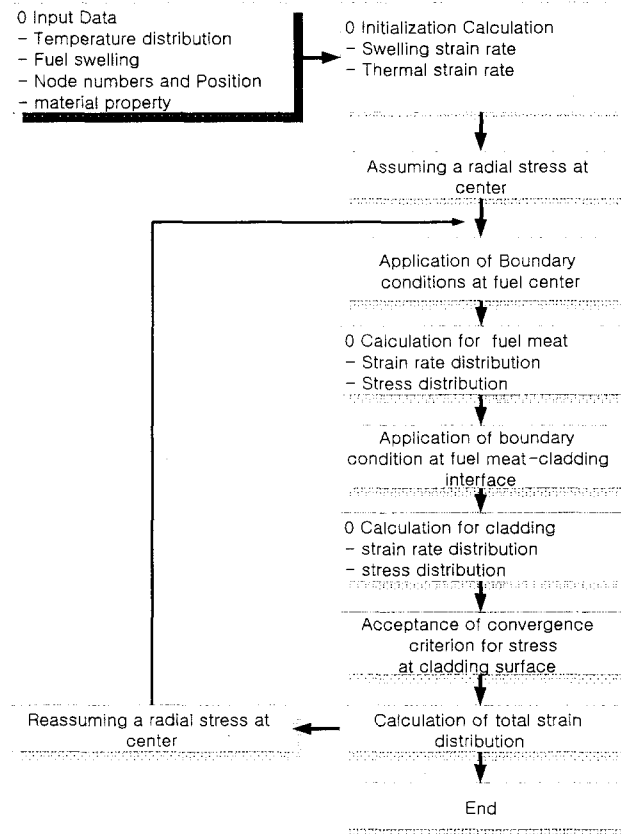 0 Input Data
- Temperature distribution
- Fuel swelling
- Node numbers and Position
- material property
0 Initialization Calculation
- Swelling strain rate
- Thermal strain rate
Assuming a radial stress at
center
Application of Boundary
conditions at fuel center
0 Calculation for fuel meat
- Strain rate distribution
- Stress distribution
Application of boundary
condition at fuel meat-cladding
interface
0 Calculation for cladding
- strain rate distribution
- stress distribution
Acceptance of convergence
criterion for stress
at cladding surface
Reassuming a radial stress at
center
Calculation of total strain
distribution
End